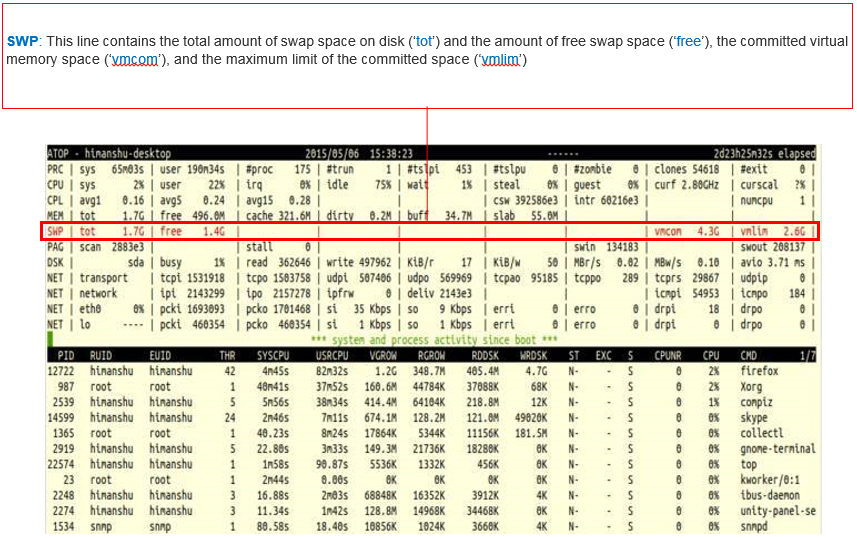 SWP: This line contains the total amount of swap space on disk (‘tot’) and the amount of free swap space (‘free’), the committed virtual
memory space (‘vmcom’), and the maximum limit of the committed space (‘vmlim’)
ATOP - himanshu-desktop 2015/05/06 15:38:23 ------ 2d23h25m32s elapsed
PRC | sys 65m03s | user 190m34s | #proc 175 | #trun 1 | #tslpi 453 | #tslpu 0 | #zombie 0 | clones 54618 | #exit 0 |
CPU | sys 2% | user 22% | irq 0% | idle 75% | wait 1% | steal 0% | guest 0% | curf 2.80GHz | curscal ?% |
CPL | avg1 0.16 | avg5 0.24 | avg15 0.28 | | | csw 392586e3 | intr 60216e3 | | numcpu 1 |
MEM | tot 1.7G | free 496.0M | cache 321.6M | dirty 0.2M | buff 34.7M | slab 55.0M | | | |
SWP | tot 1.7G | free 1.4G | | | | | | vmcom 4.3G | vmlim 2.6G |
PAG | scan 2883e3 | | stall 0 | | | | swin 134183 | | swout 208137 |
DSK | sda | busy 1% | read 362646 | write 497962 | KiB/r 17 | KiB/w 50 | MBr/s 0.02 | MBw/s 0.10 | avio 3.71 ms |
NET | transport | tcpi 1531918 | tcpo 1503758 | udpi 507406 | udpo 569969 | tcpao 95185 | tcppo 289 | tcprs 29867 | udpip 0 |
NET | network | ipi 2143299 | ipo 2157278 | ipfrw 0 | deliv 2143e3 | | | icmpi 54953 | icmpo 184 |
NET | eth0 0% | pcki 1693093 | pcko 1701468 | si 35 Kbps | so 9 Kbps | erri 0 | erro 0 | drpi 18 | drpo 0 |
NET | lo ---- | pcki 460354 | pcko 460354 | si 1 Kbps | so 1 Kbps | erri 0 | erro 0 | drpi 0 | drpo 0 |
*** system and process activity since boot ***
PID RUID EUID THR SYSCPU USRCPU VGROW RGROW RDDSK WRDSK ST EXC S CPUNR CPU CMD 1/7
12722 himanshu himanshu 42 4m45s 82m32s 1.2G 348.7M 405.4M 4.7G N- - S 0 2% firefox
987 root root 1 40m41s 37m52s 160.6M 44784K 37088K 68K N- - S 0 2% Xorg
2539 himanshu himanshu 5 5m56s 38m34s 414.4M 64104K 218.8M 12K N- - S 0 1% compiz
14599 himanshu himanshu 24 2m46s 7m11s 674.1M 128.2M 121.0M 49020K N- - S 0 0% skype
1365 root root 1 40.23s 8m24s 17864K 5344K 11156K 181.5M N- - S 0 0% collectl
2919 himanshu himanshu 5 22.80s 3m33s 149.3M 21736K 18280K 0K N- - S 0 0% gnome-terminal
22574 himanshu himanshu 1 1m58s 90.87s 5536K 1332K 456K 0K N- - S 0 0% top
23 root root 1 2m44s 0.00s 0K 0K 0K 0K N- - S 0 0% kworker/0:1
2248 himanshu himanshu 3 16.88s 2m03s 68848K 16352K 3912K 4K N- - S 0 0% ibus-daemon
2274 himanshu himanshu 3 11.34s 1m42s 128.8M 14968K 34468K 0K N- - S 0 0% unity-panel-se
1534 snmp snmp 1 80.58s 18.40s 10856K 1024K 3660K 4K N- - S 0 0% snmpd